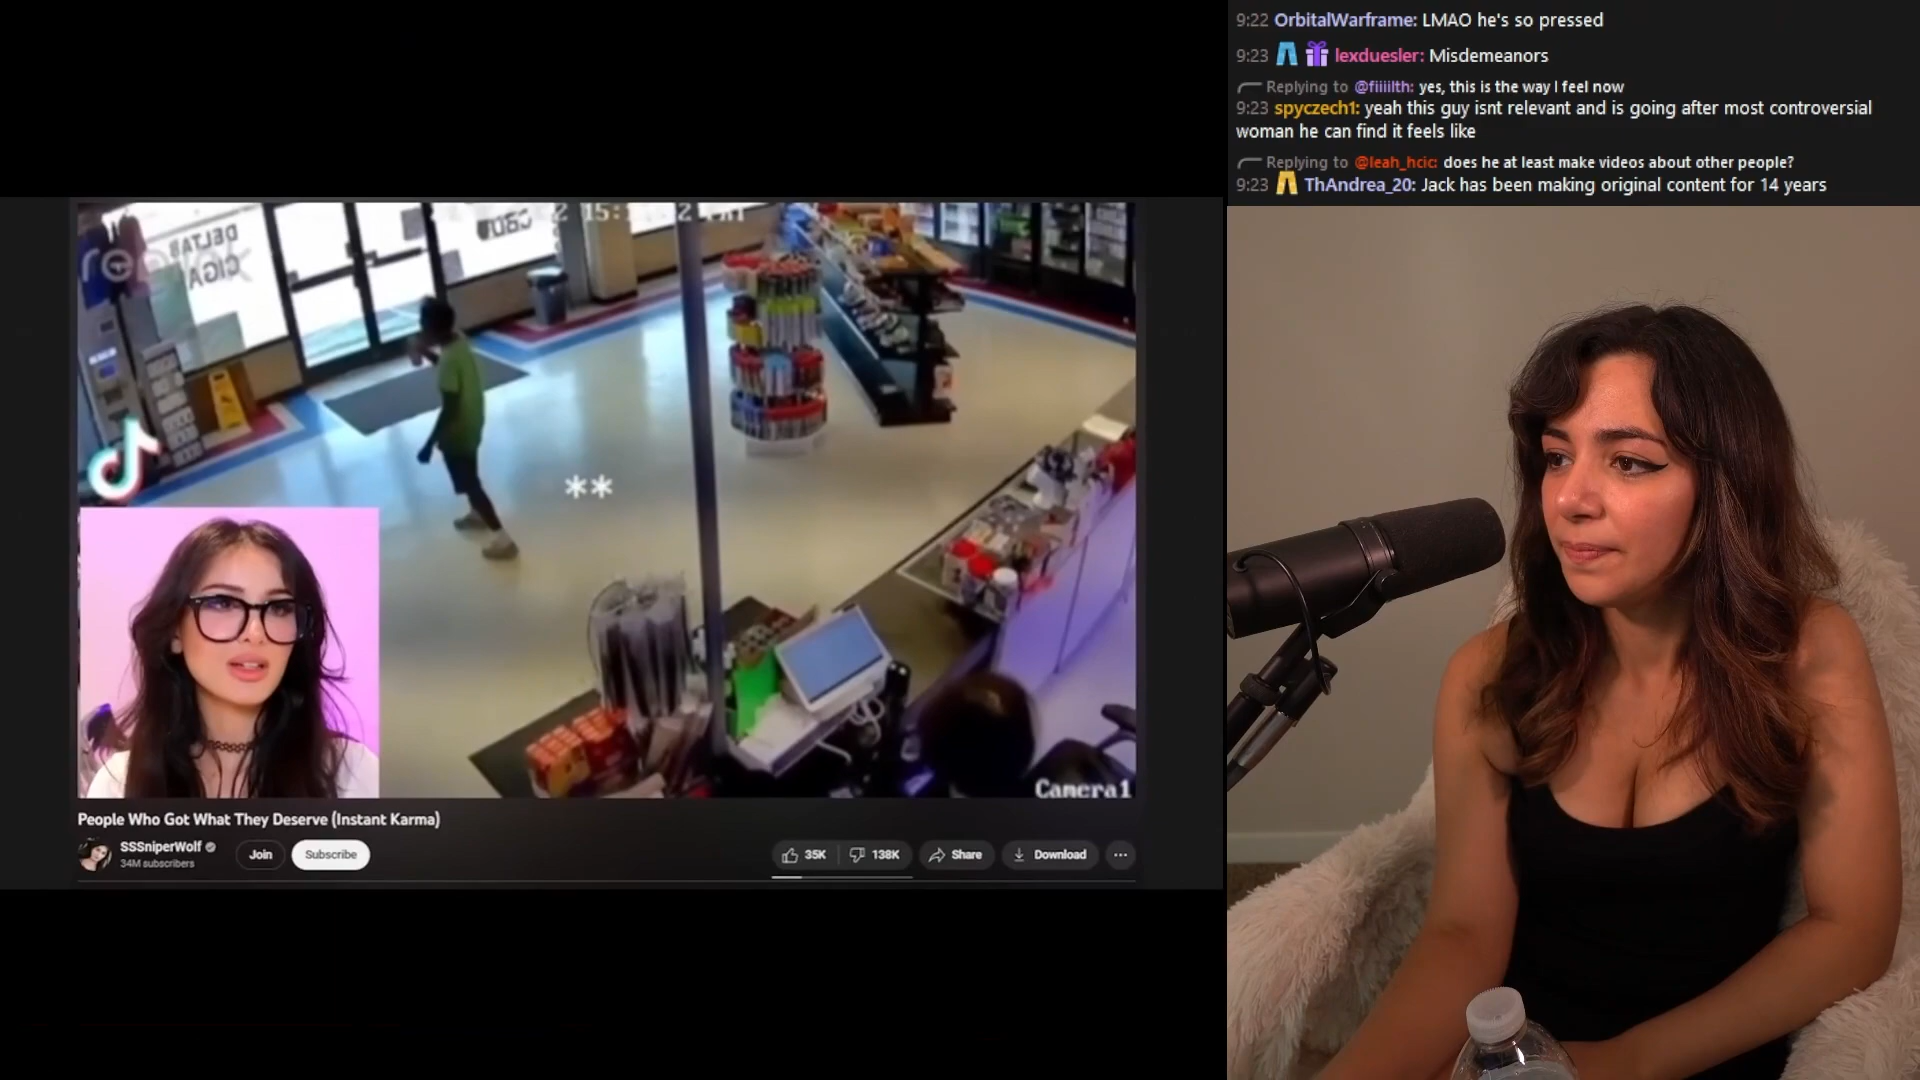 9:22 OrbitalWarframe: LMAO he's so pressed
9:23 lexduesler: Misdemeanors
Replying to @fiiiilth: yes, this is the way I feel now
9:23 spyczech1: yeah this guy isnt relevant and is going after most controversial
woman he can find it feels like
Replying to @leah_hcic: does he at least make videos about other people?
9:23 ThAndrea_20: Jack has been making original content for 14 years
DELTA8
CIGA
**
Camera1
People Who Got What They Deserve (Instant Karma)
SSSniperWolf
34M subscribers
Join
Subscribe
35K
138K
Share
Download